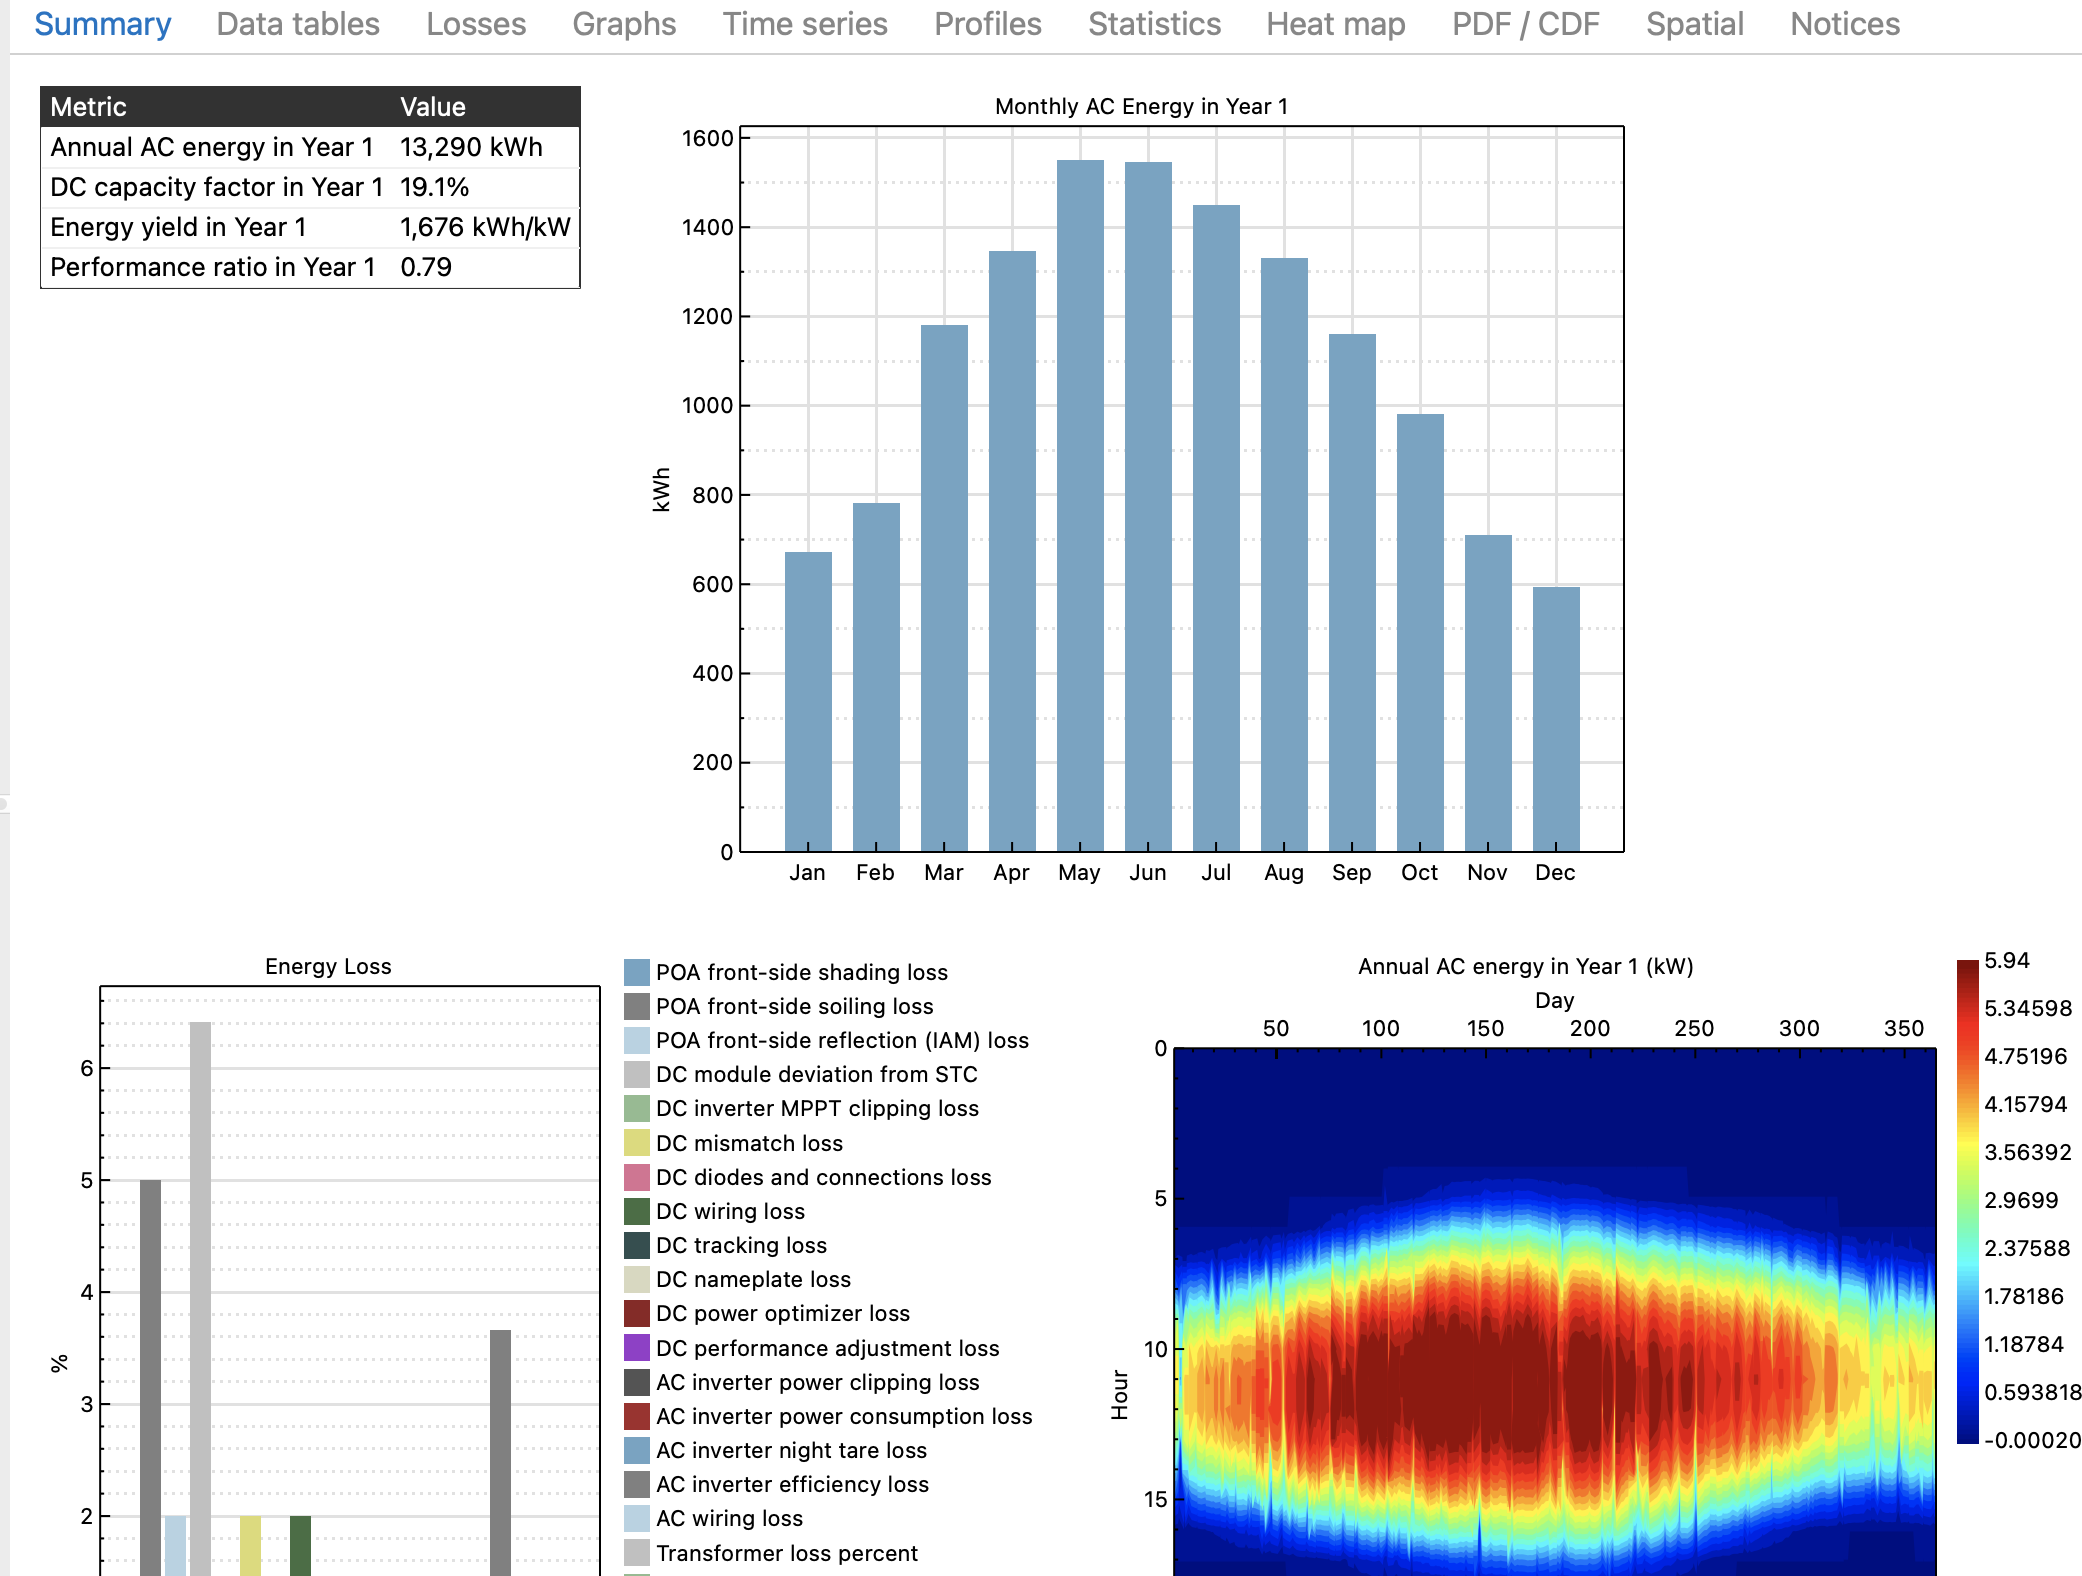 Summary Data tables Losses Graphs Time series Profiles Statistics Heat map PDF / CDF Spatial Notices
Metric Value
Annual AC energy in Year 1 13,290 kWh
DC capacity factor in Year 1 19.1%
Energy yield in Year 1 1,676 kWh/kW
Performance ratio in Year 1 0.79
Monthly AC Energy in Year 1
1600
1400
1200
1000
800
600
400
200
0
kWh
Jan Feb Mar Apr May Jun Jul Aug Sep Oct Nov Dec
Energy Loss
6
5
4
3
2
%
POA front-side shading loss
POA front-side soiling loss
POA front-side reflection (IAM) loss
DC module deviation from STC
DC inverter MPPT clipping loss
DC mismatch loss
DC diodes and connections loss
DC wiring loss
DC tracking loss
DC nameplate loss
DC power optimizer loss
DC performance adjustment loss
AC inverter power clipping loss
AC inverter power consumption loss
AC inverter night tare loss
AC inverter efficiency loss
AC wiring loss
Transformer loss percent
Annual AC energy in Year 1 (kW)
Day
50 100 150 200 250 300 350
0
5
10
15
Hour
5.94
5.34598
4.75196
4.15794
3.56392
2.9699
2.37588
1.78186
1.18784
0.593818
-0.00020